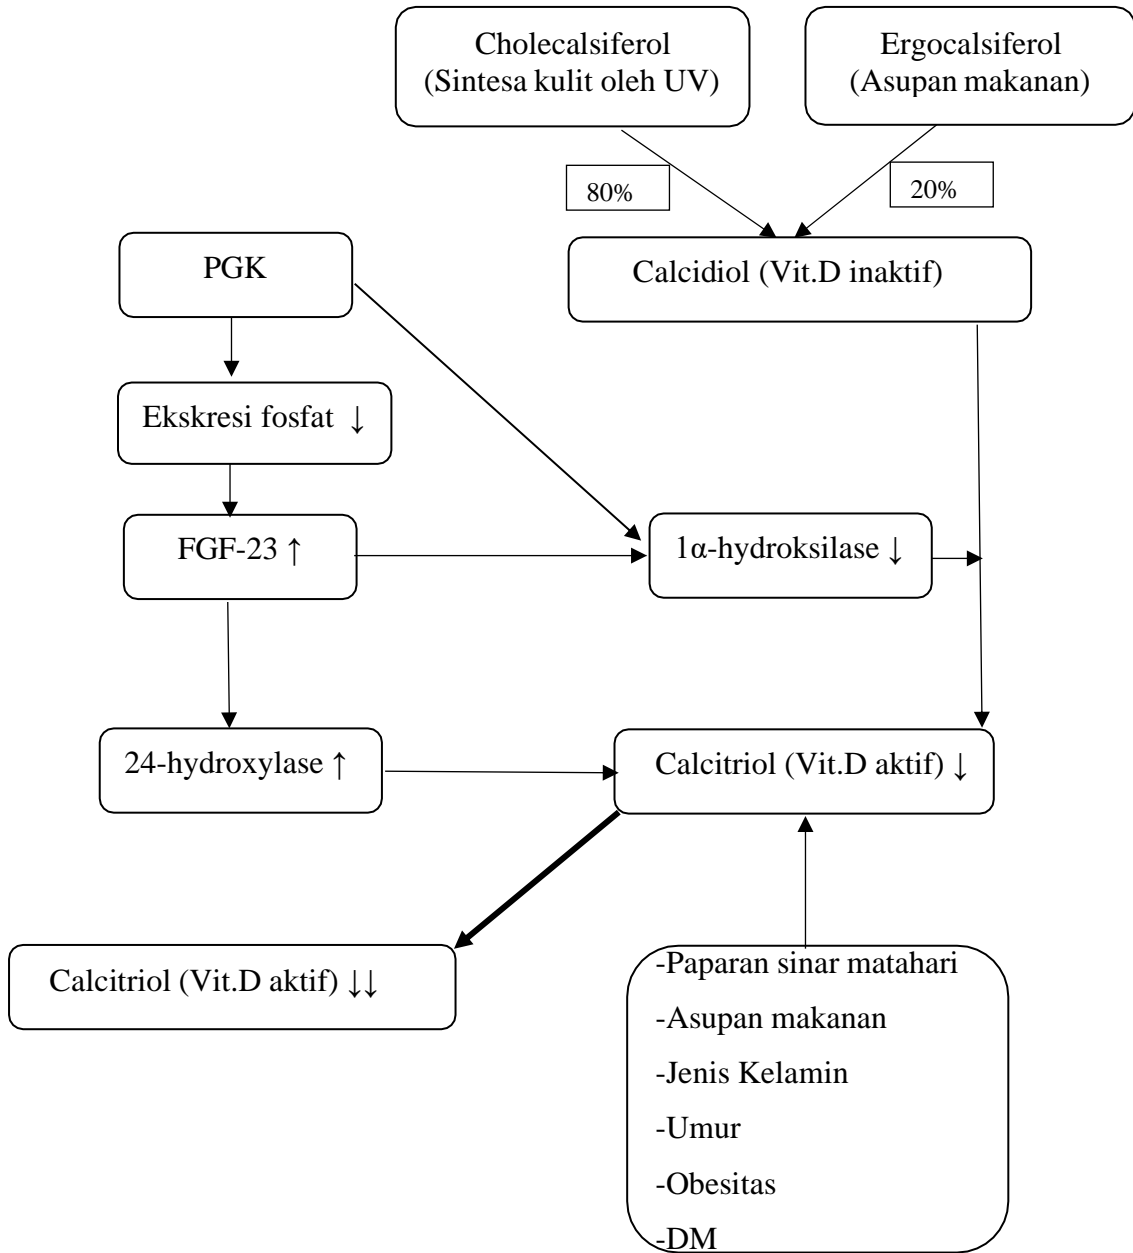 Cholecalsiferol
(Sintesa kulit oleh UV)
Ergocalsiferol
(Asupan makanan)
80%
20%
PGK
Calcidiol (Vit.D inaktif)
Ekskresi fosfat ↓
FGF-23 ↑
1α-hydroksilase ↓
24-hydroxylase ↑
Calcitriol (Vit.D aktif) ↓
Calcitriol (Vit.D aktif) ↓↓
-Paparan sinar matahari
-Asupan makanan
-Jenis Kelamin
-Umur
-Obesitas
-DM